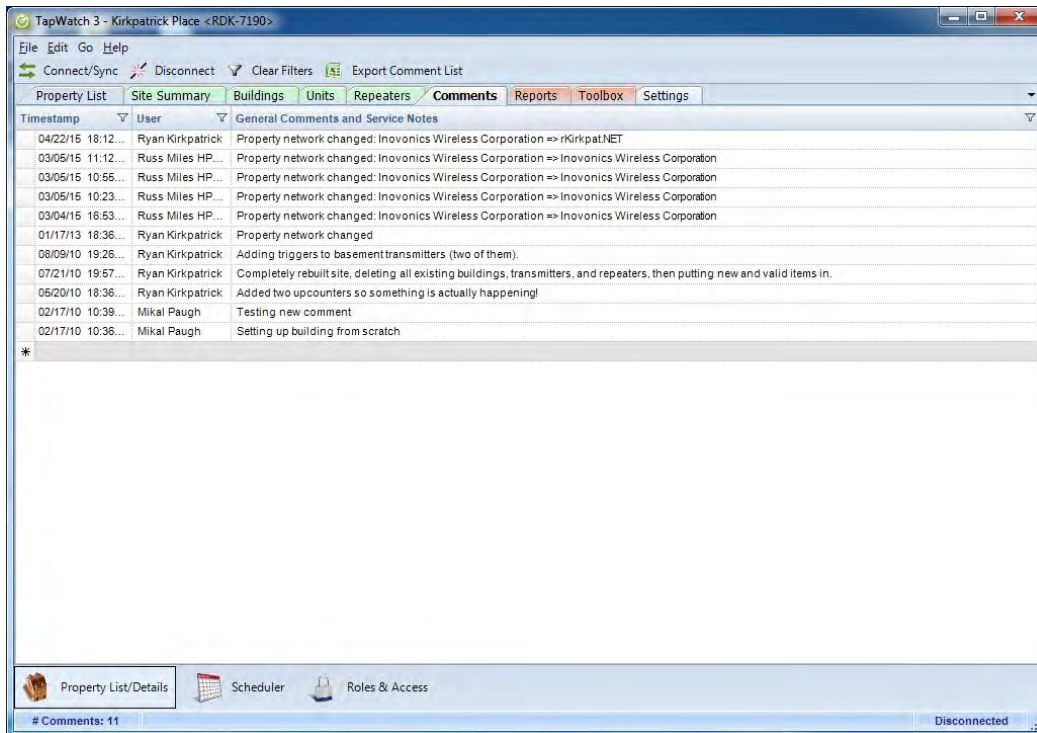 TapWatch 3 - Kirkpatrick Place <RDK-7190>
File Edit Go Help
Connect/Sync Disconnect Clear Filters Export Comment List
Property List Site Summary Buildings Units Repeaters Comments Reports Toolbox Settings
Timestamp User General Comments and Service Notes
04/22/15 18:12... Ryan Kirkpatrick Property network changed: Inovonics Wireless Corporation => rKirkpat.NET
03/05/15 11:12... Russ Miles HP... Property network changed: Inovonics Wireless Corporation => Inovonics Wireless Corporation
03/05/15 10:55... Russ Miles HP... Property network changed: Inovonics Wireless Corporation => Inovonics Wireless Corporation
03/05/15 10:23... Russ Miles HP... Property network changed: Inovonics Wireless Corporation => Inovonics Wireless Corporation
03/04/15 16:53... Russ Miles HP... Property network changed: Inovonics Wireless Corporation => Inovonics Wireless Corporation
01/17/13 18:36... Ryan Kirkpatrick Property network changed
08/09/10 19:26... Ryan Kirkpatrick Adding triggers to basement transmitters (two of them).
07/21/10 19:57... Ryan Kirkpatrick Completely rebuilt site, deleting all existing buildings, transmitters, and repeaters, then putting new and valid items in.
05/20/10 18:36... Ryan Kirkpatrick Added two upcounters so something is actually happening!
02/17/10 10:39... Mikal Paugh Testing new comment
02/17/10 10:36... Mikal Paugh Setting up building from scratch
Property List/Details Scheduler Roles & Access
# Comments: 11 Disconnected